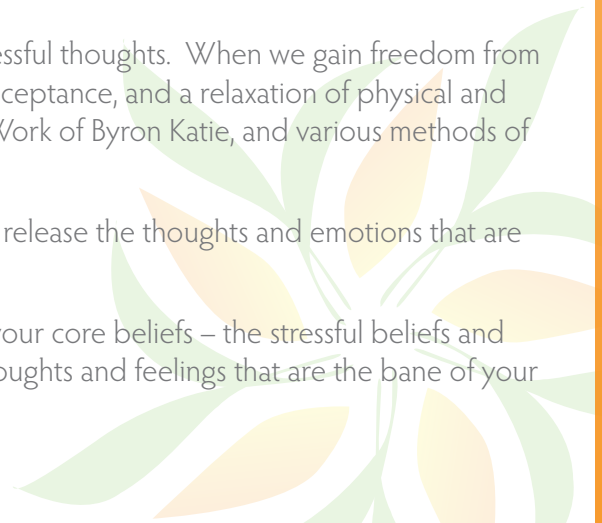 essful thoughts.  When we gain freedom from
ceptance, and a relaxation of physical and
Work of Byron Katie, and various methods of
release the thoughts and emotions that are
your core beliefs – the stressful beliefs and
oughts and feelings that are the bane of your